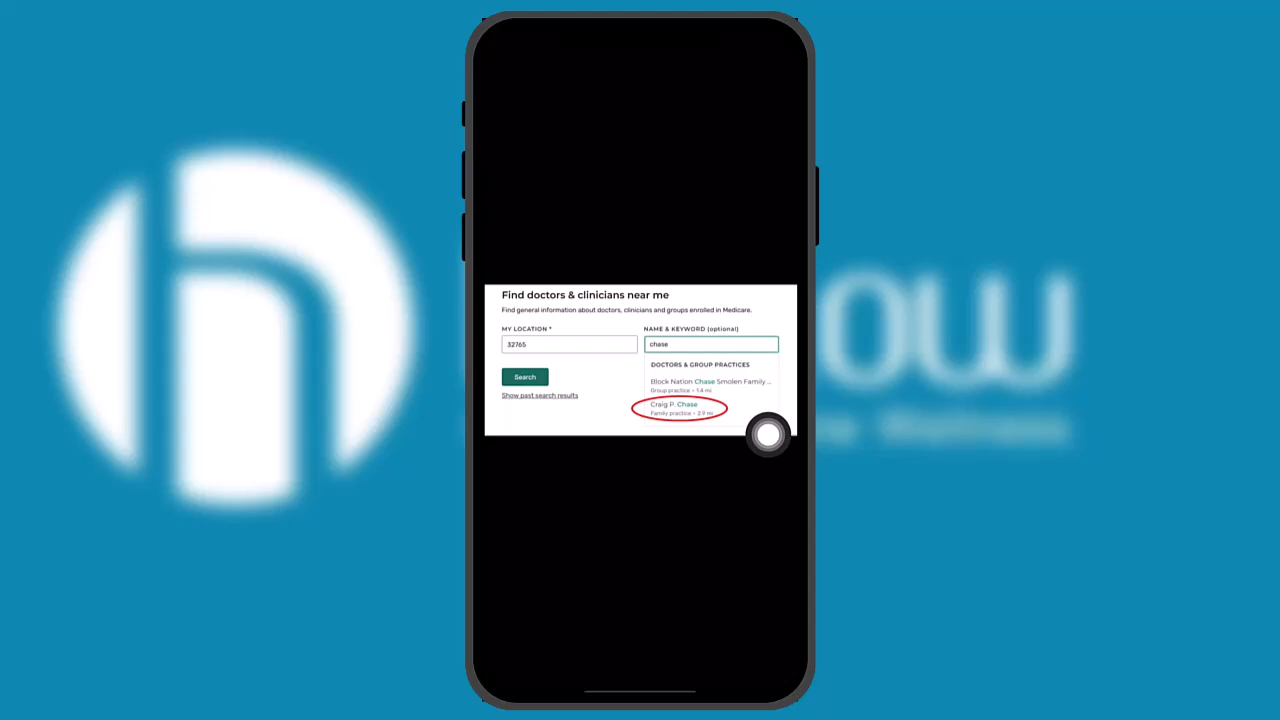 Find doctors & clinicians near me
Find general information about doctors, clinicians and groups enrolled in Medicare.
MY LOCATION *
NAME & KEYWORD (optional)
32765
chase
DOCTORS & GROUP PRACTICES
Search
Block Nation Chase Smolen Family ...
Group practice • 1.4 mi
Show past search results
Craig P. Chase
Family practice • 2.9 mi
ow
Wellness